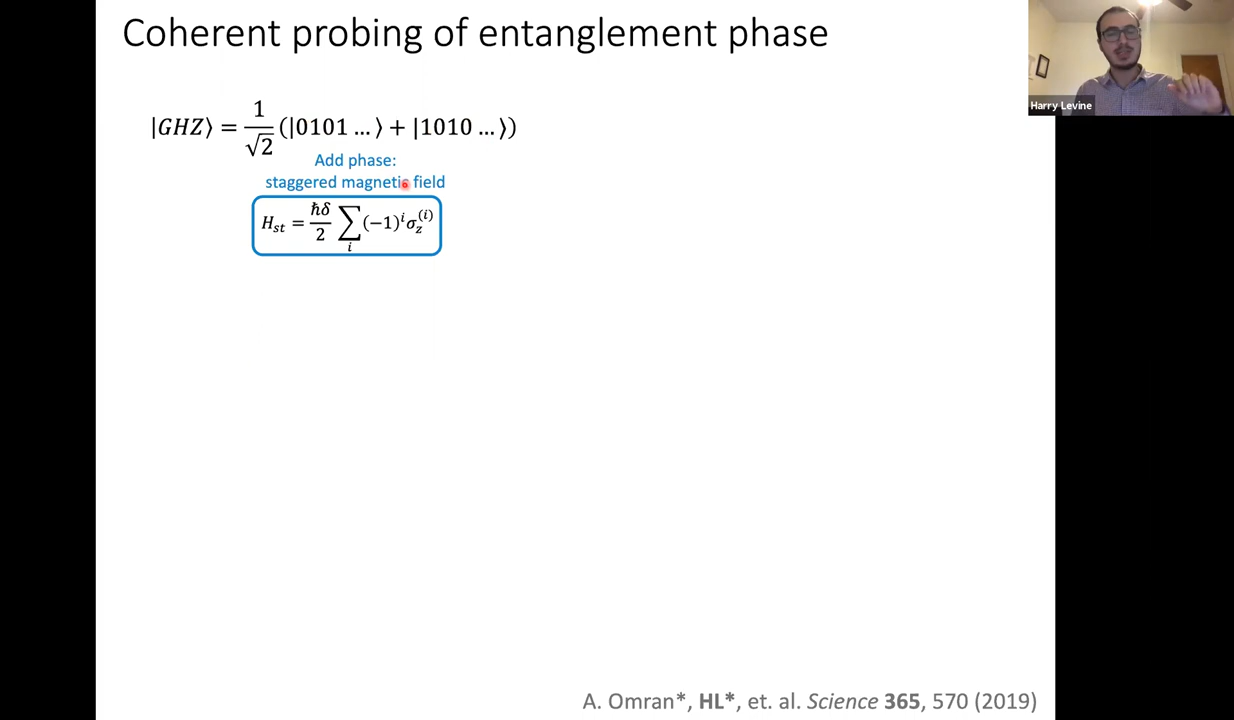 Coherent probing of entanglement phase
|GHZ⟩ = 1/√2 (|0101 … ⟩ + |1010 … ⟩)
Add phase:
staggered magnetic field
H_st = ℏδ/2 ∑_i (−1)^i σ_z^(i)
Harry Levine
A. Omran*, HL*, et. al. Science 365, 570 (2019)